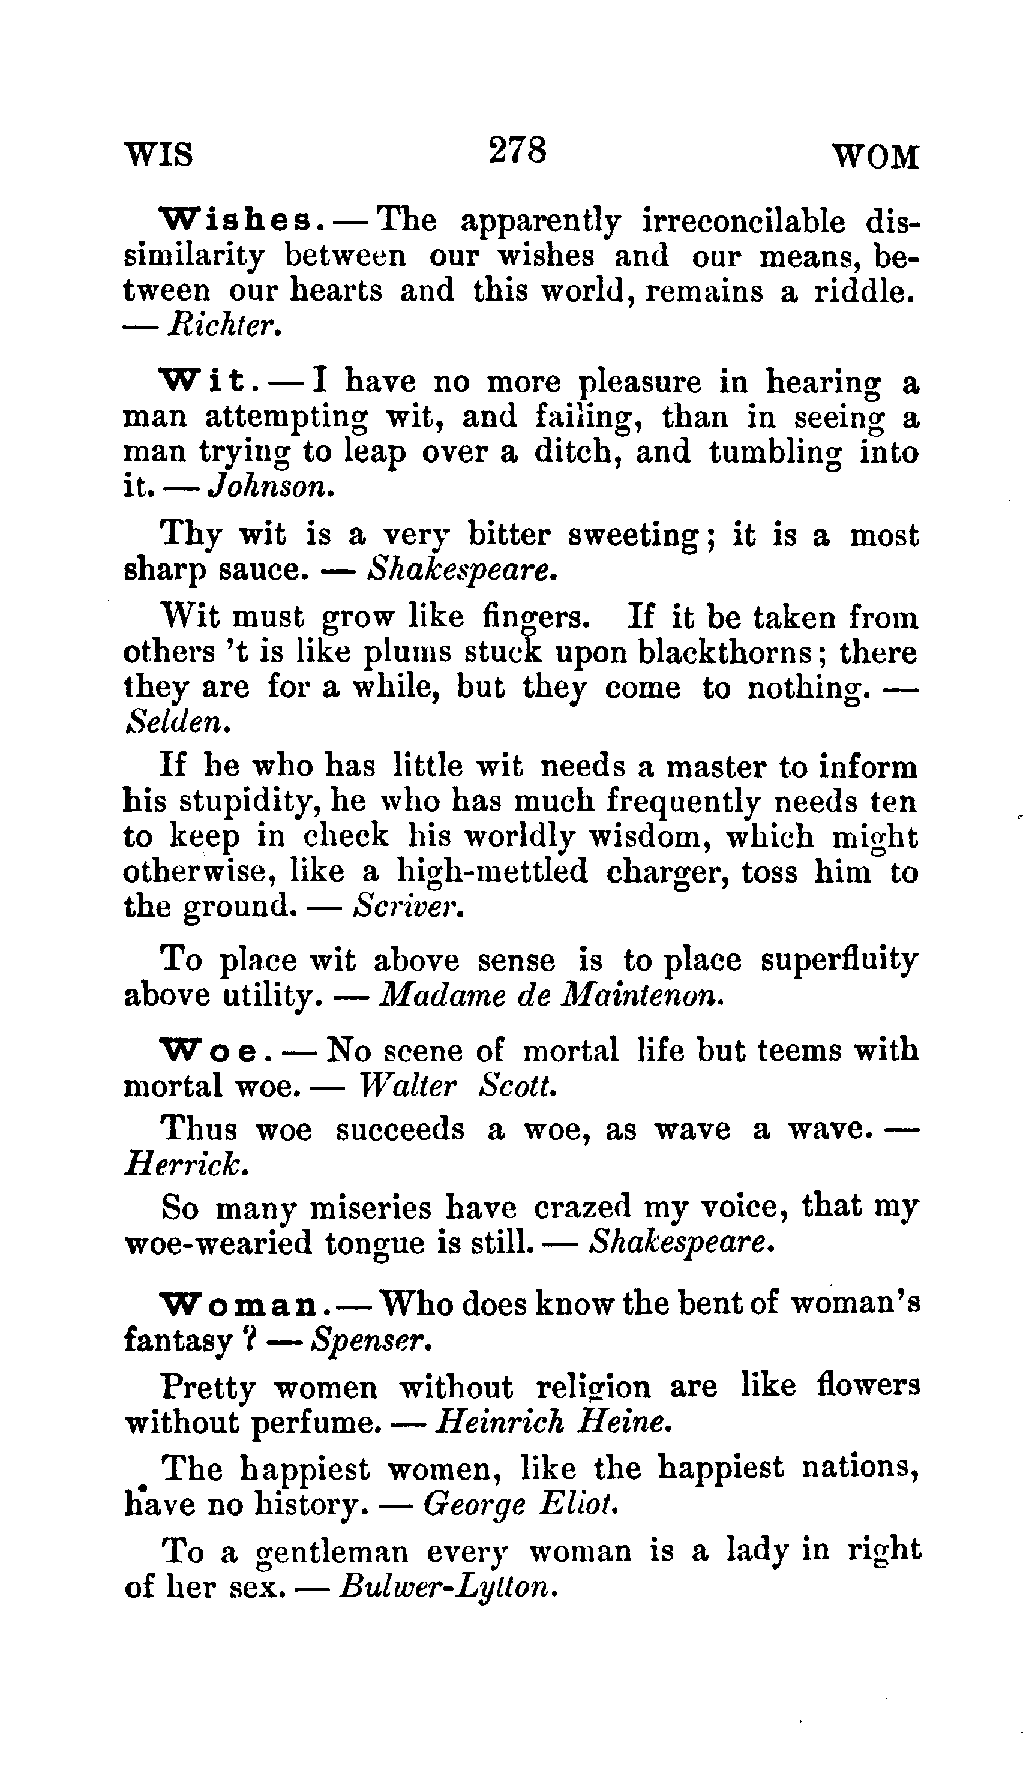 WIS 278 WOM
Wishes. — The apparently irreconcilable dis-
similarity between our wishes and our means, be-
tween our hearts and this world, remains a riddle.
— Richter.
Wit. — I have no more pleasure in hearing a
man attempting wit, and failing, than in seeing a
man trying to leap over a ditch, and tumbling into
it. — Johnson.
Thy wit is a very bitter sweeting; it is a most
sharp sauce. — Shakespeare.
Wit must grow like fingers. If it be taken from
others 't is like plums stuck upon blackthorns; there
they are for a while, but they come to nothing. —
Selden.
If he who has little wit needs a master to inform
his stupidity, he who has much frequently needs ten
to keep in check his worldly wisdom, which might
otherwise, like a high-mettled charger, toss him to
the ground. — Scriver.
To place wit above sense is to place superfluity
above utility. — Madame de Maintenon.
Woe. — No scene of mortal life but teems with
mortal woe. — Walter Scott.
Thus woe succeeds a woe, as wave a wave. —
Herrick.
So many miseries have crazed my voice, that my
woe-wearied tongue is still. — Shakespeare.
Woman. — Who does know the bent of woman's
fantasy? — Spenser.
Pretty women without religion are like flowers
without perfume. — Heinrich Heine.
The happiest women, like the happiest nations,
have no history. — George Eliot.
To a gentleman every woman is a lady in right
of her sex. — Bulwer-Lytton.